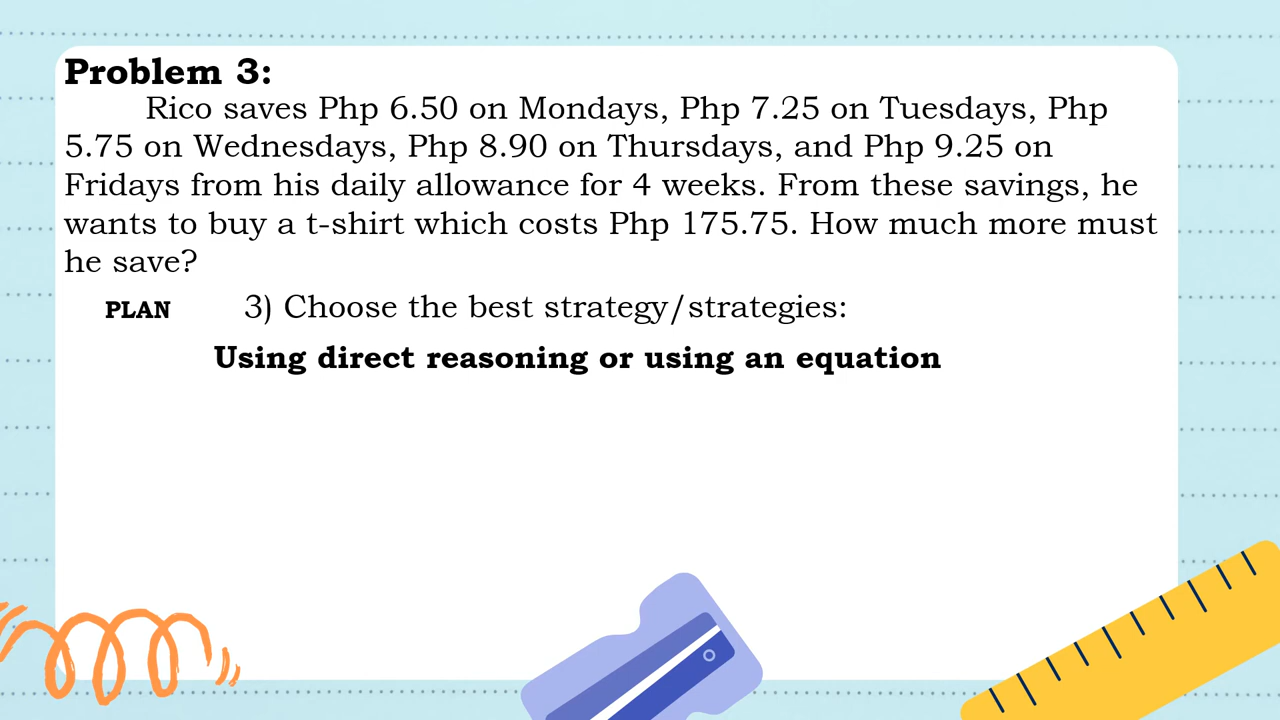 Problem 3:
Rico saves Php 6.50 on Mondays, Php 7.25 on Tuesdays, Php
5.75 on Wednesdays, Php 8.90 on Thursdays, and Php 9.25 on
Fridays from his daily allowance for 4 weeks. From these savings, he
wants to buy a t-shirt which costs Php 175.75. How much more must
he save?
PLAN 3) Choose the best strategy/strategies:
Using direct reasoning or using an equation